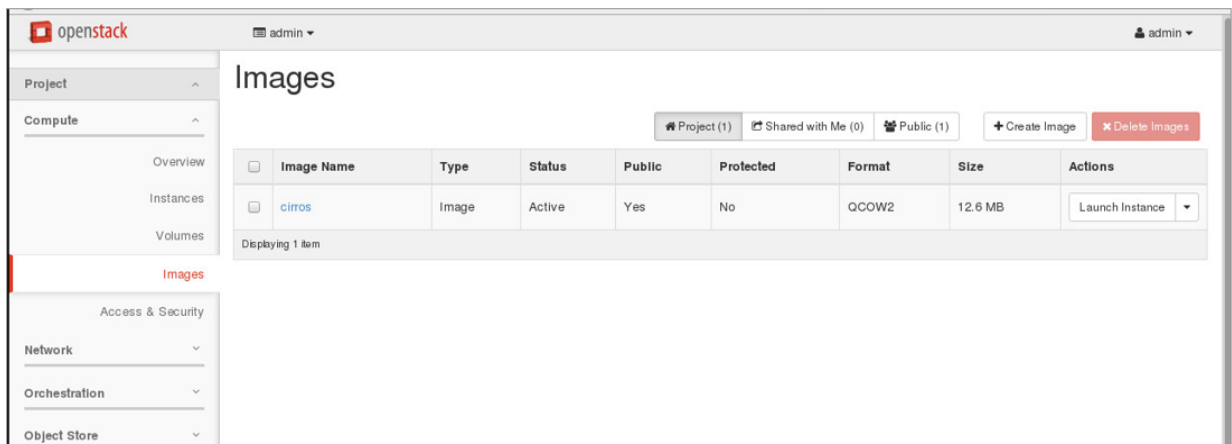 openstack
admin
admin
Project
Compute
Overview
Instances
Volumes
Images
Access & Security
Network
Orchestration
Object Store
Images
Project (1) Shared with Me (0) Public (1) Create Image Delete Images
Image Name Type Status Public Protected Format Size Actions
cirros Image Active Yes No QCOW2 12.6 MB Launch Instance
Displaying 1 item